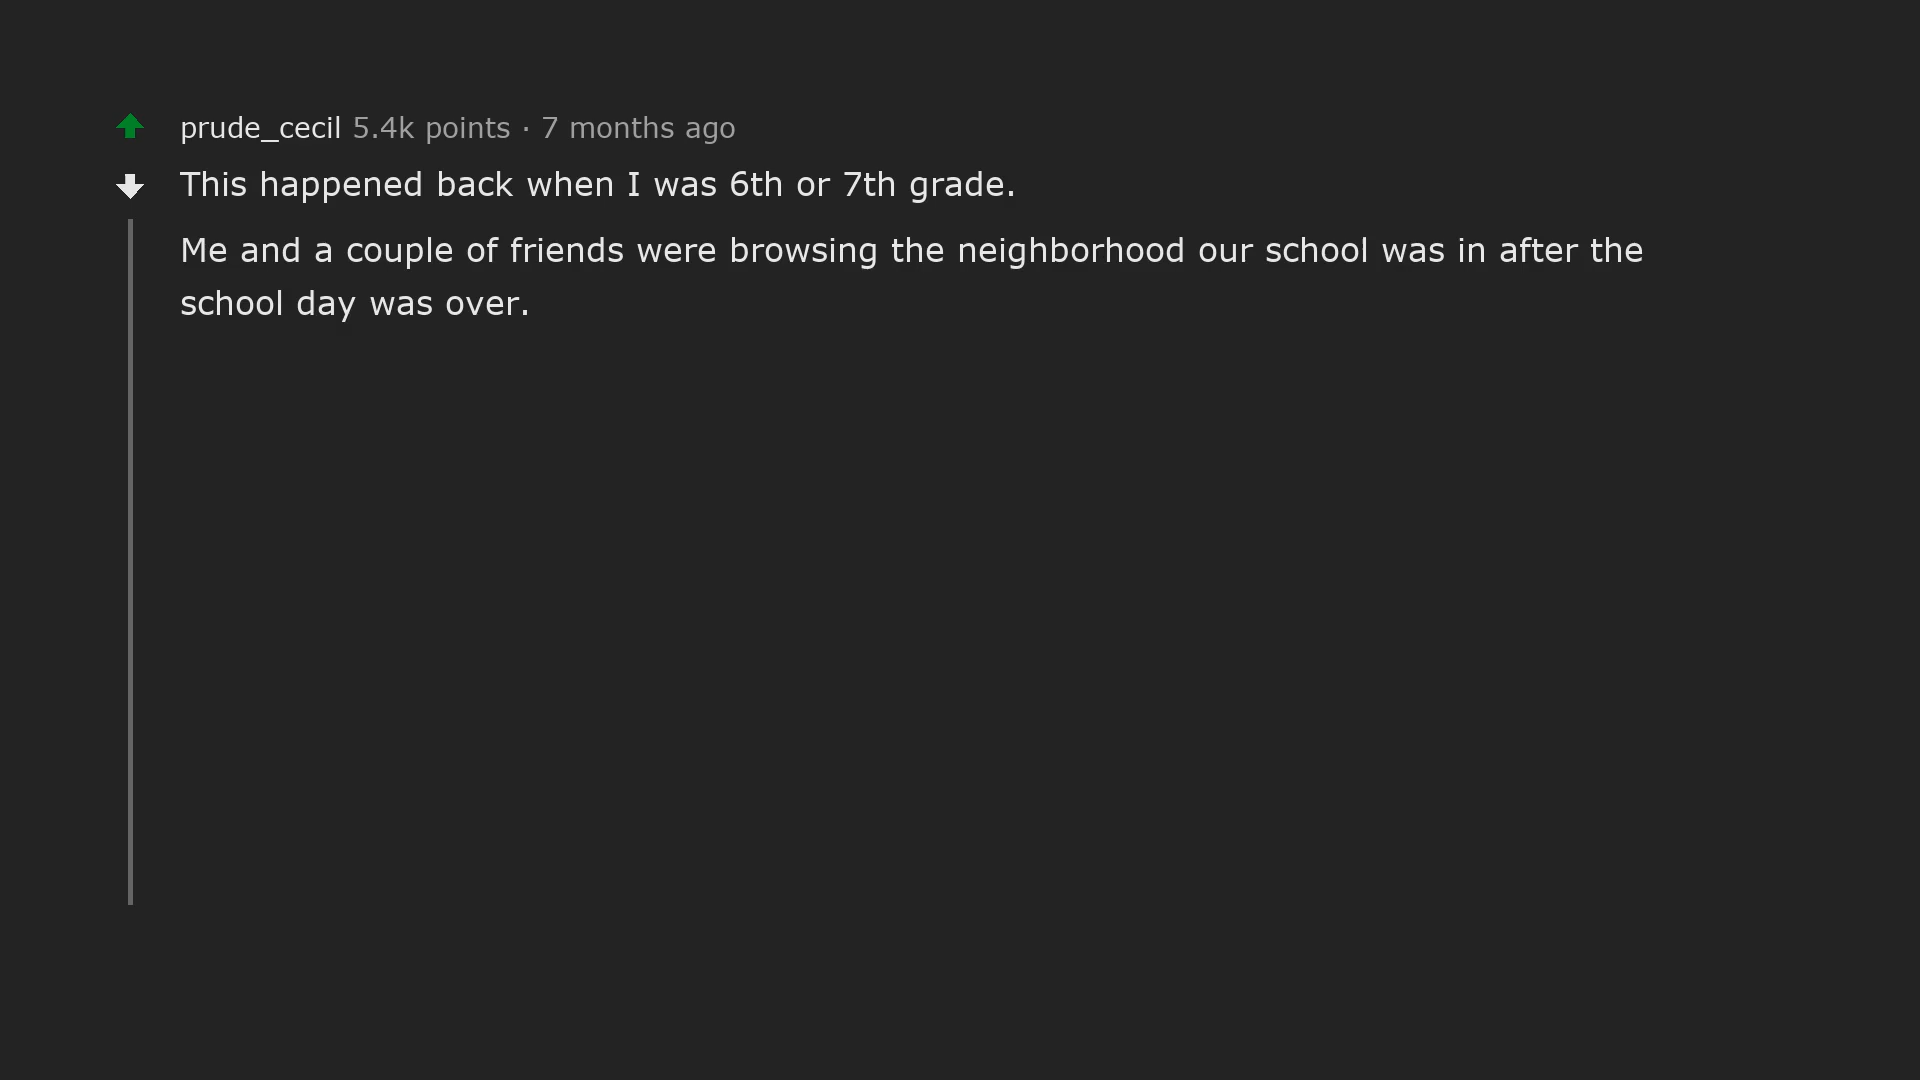 prude_cecil 5.4k points · 7 months ago
This happened back when I was 6th or 7th grade.
Me and a couple of friends were browsing the neighborhood our school was in after the
school day was over.